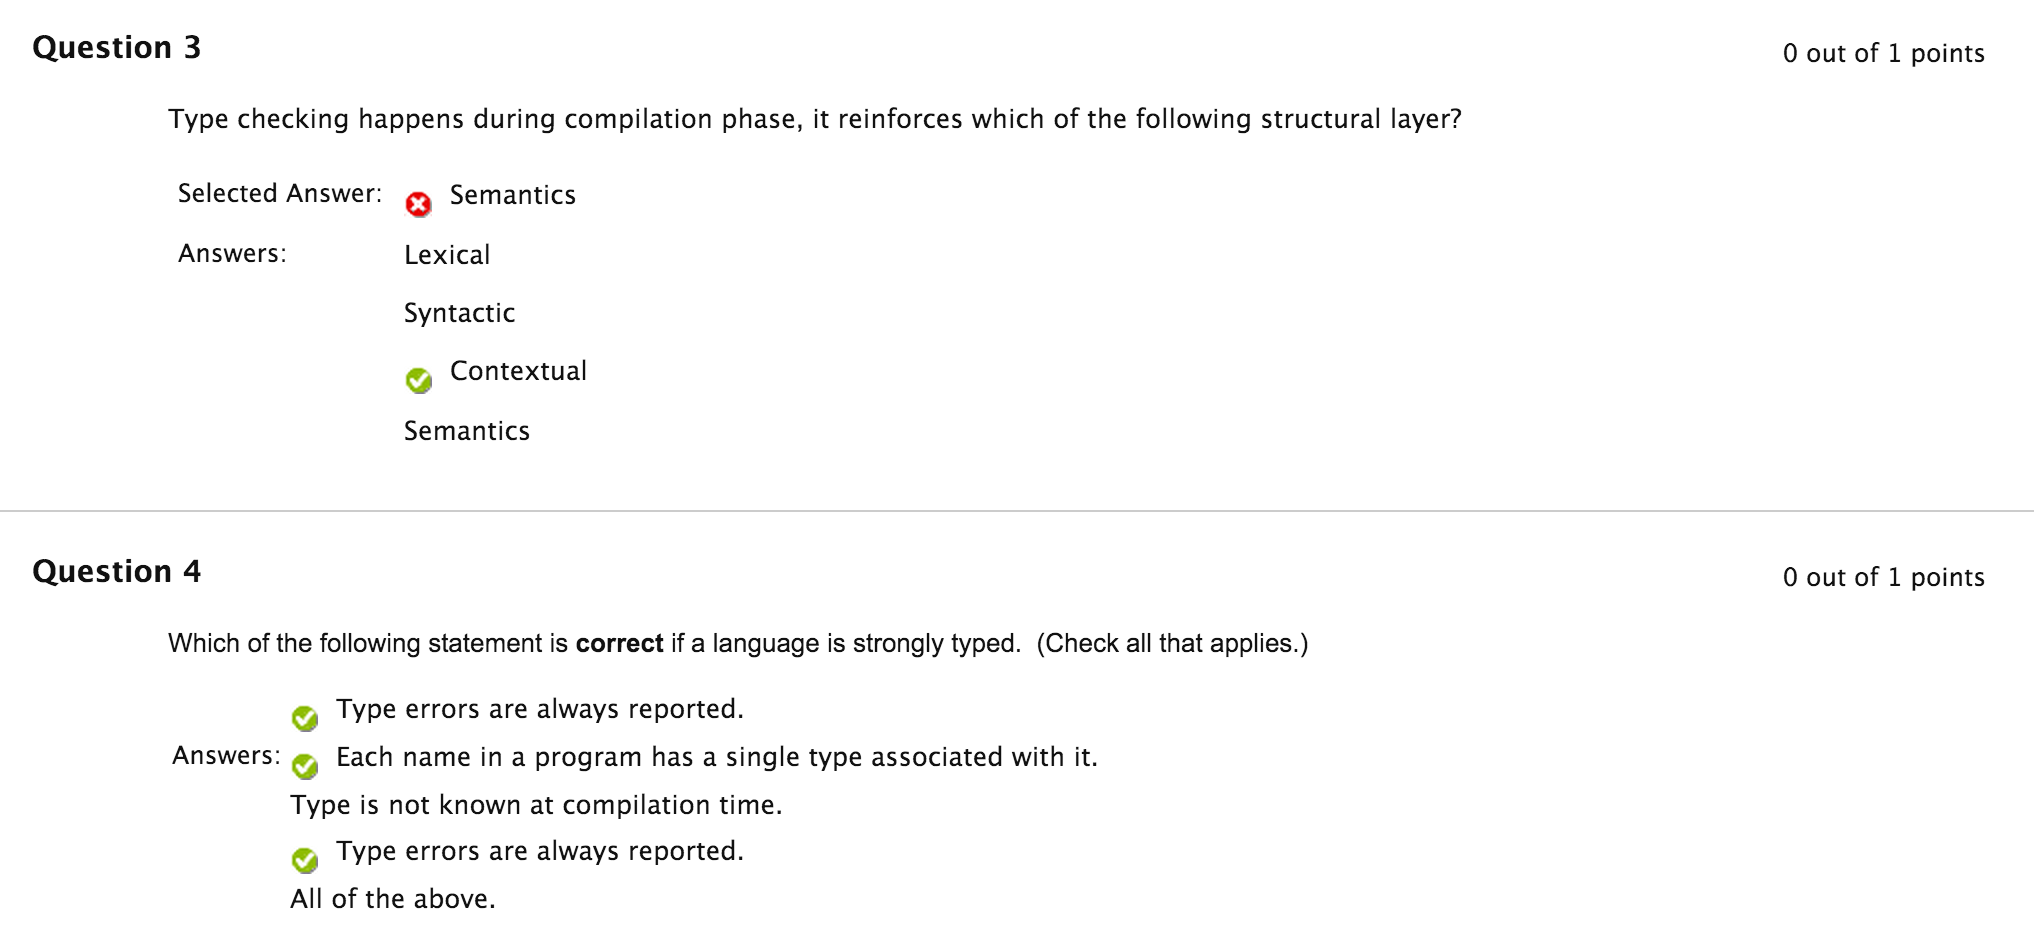 Question 3
0 out of 1 points
Type checking happens during compilation phase, it reinforces which of the following structural layer?
Selected Answer: Semantics
Answers: Lexical
Syntactic
Contextual
Semantics
Question 4
0 out of 1 points
Which of the following statement is correct if a language is strongly typed.  (Check all that applies.)
Type errors are always reported.
Answers: Each name in a program has a single type associated with it.
Type is not known at compilation time.
Type errors are always reported.
All of the above.